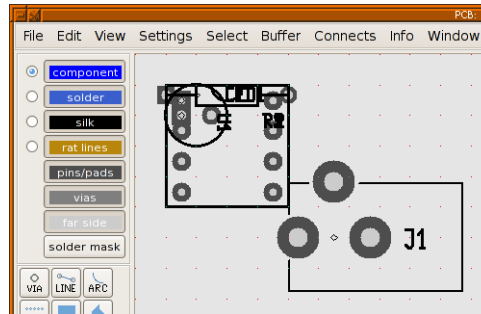 PCB:
File Edit View Settings Select Buffer Connects Info Window
component
solder
silk
rat lines
pins/pads
vias
far side
solder mask
VIA LINE ARC
J1